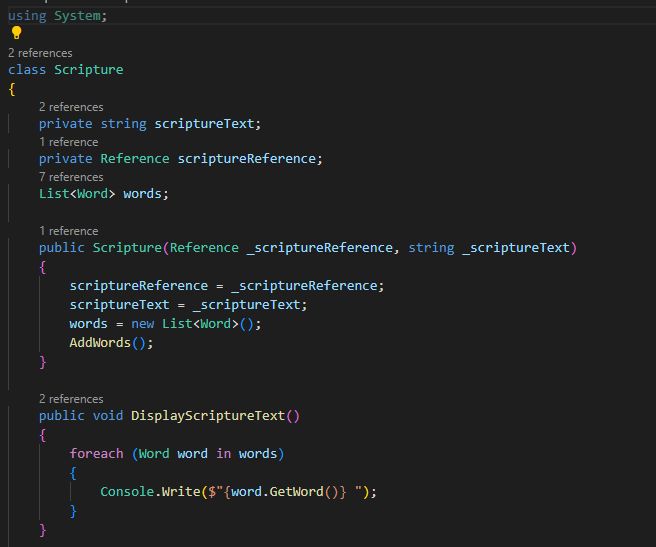 using System;
2 references
class Scripture
{
2 references
private string scriptureText;
1 reference
private Reference scriptureReference;
7 references
List<Word> words;
1 reference
public Scripture(Reference _scriptureReference, string _scriptureText)
{
scriptureReference = _scriptureReference;
scriptureText = _scriptureText;
words = new List<Word>();
AddWords();
}
2 references
public void DisplayScriptureText()
{
foreach (Word word in words)
{
Console.Write($"{word.GetWord()} ");
}
}